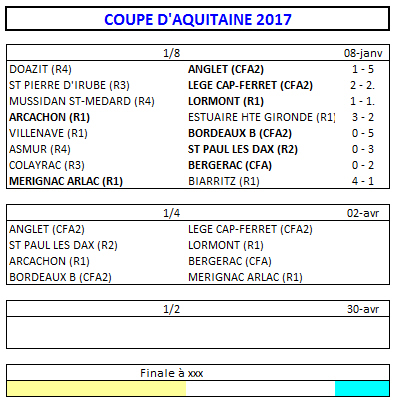 COUPE D'AQUITAINE 2017
1/8 08-janv
DOAZIT (R4) ANGLET (CFA2) 1 - 5
ST PIERRE D'IRUBE (R3) LEGE CAP-FERRET (CFA2) 2 - 2.
MUSSIDAN ST-MEDARD (R4) LORMONT (R1) 1 - 1.
ARCACHON (R1) ESTUAIRE HTE GIRONDE (R1) 3 - 2
VILLENAVE (R1) BORDEAUX B (CFA2) 0 - 5
ASMUR (R4) ST PAUL LES DAX (R2) 0 - 3
COLAYRAC (R3) BERGERAC (CFA) 0 - 2
MERIGNAC ARLAC (R1) BIARRITZ (R1) 4 - 1
1/4 02-avr
ANGLET (CFA2) LEGE CAP-FERRET (CFA2)
ST PAUL LES DAX (R2) LORMONT (R1)
ARCACHON (R1) BERGERAC (CFA)
BORDEAUX B (CFA2) MERIGNAC ARLAC (R1)
1/2 30-avr
Finale à xxx